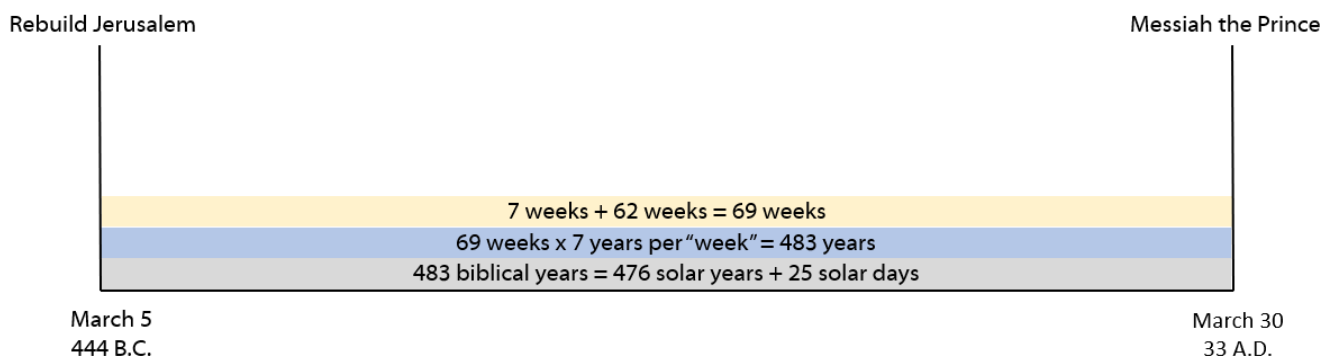 Rebuild Jerusalem
Messiah the Prince
7 weeks + 62 weeks = 69 weeks
69 weeks x 7 years per “week” = 483 years
483 biblical years = 476 solar years + 25 solar days
March 5
444 B.C.
March 30
33 A.D.